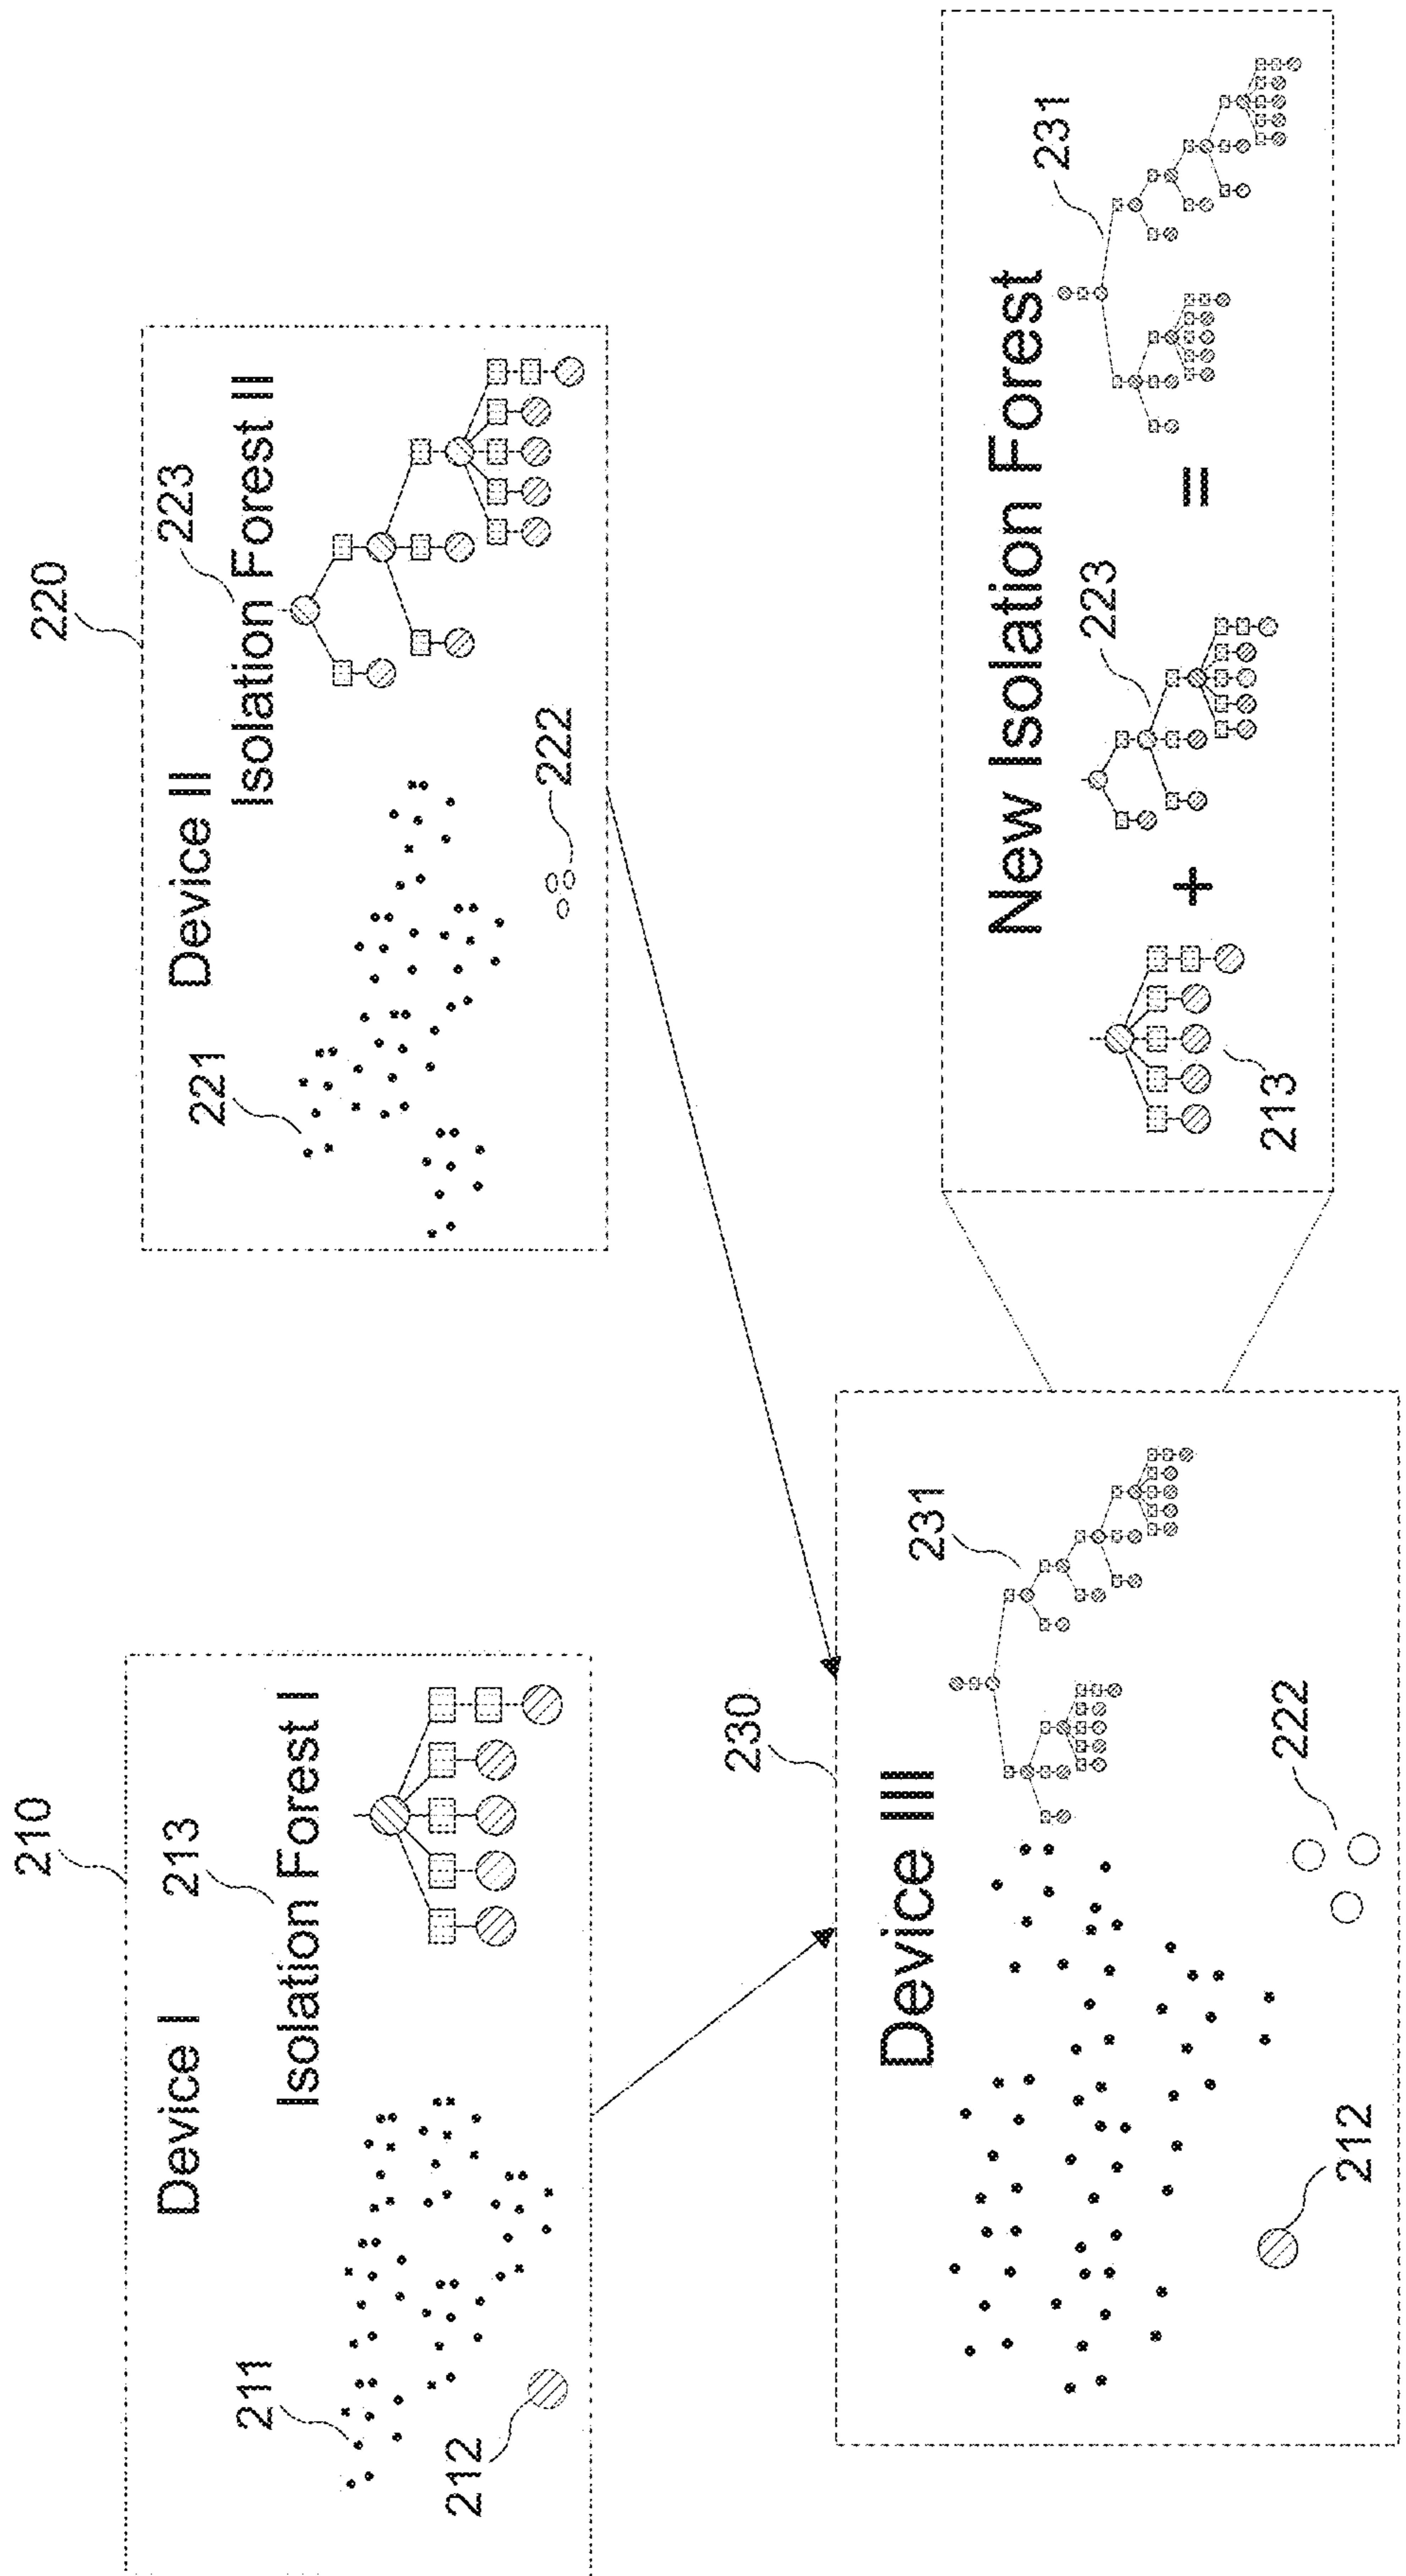 210
220
Device I
213
Isolation Forest I
211
212
Device II
223
Isolation Forest II
221
222
230
Device III
231
212
222
New Isolation Forest
213
+
223
=
231